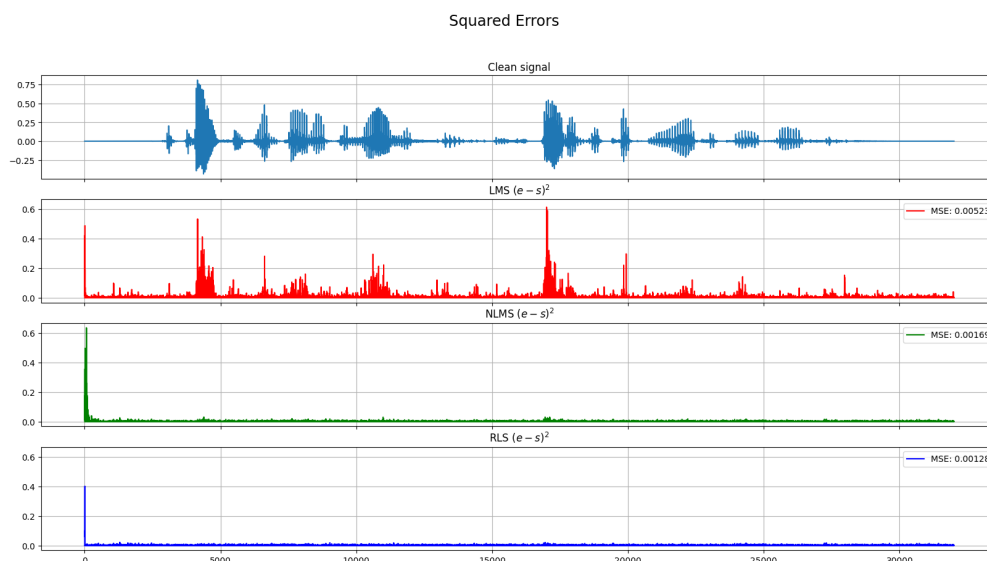 Squared Errors
Clean signal
0.75
0.50
0.25
0.00
−0.25
LMS (e − s)²
0.6
0.4
0.2
0.0
MSE: 0.00523
NLMS (e − s)²
0.6
0.4
0.2
0.0
MSE: 0.00169
RLS (e − s)²
0.6
0.4
0.2
0.0
MSE: 0.00128
0 5000 10000 15000 20000 25000 30000